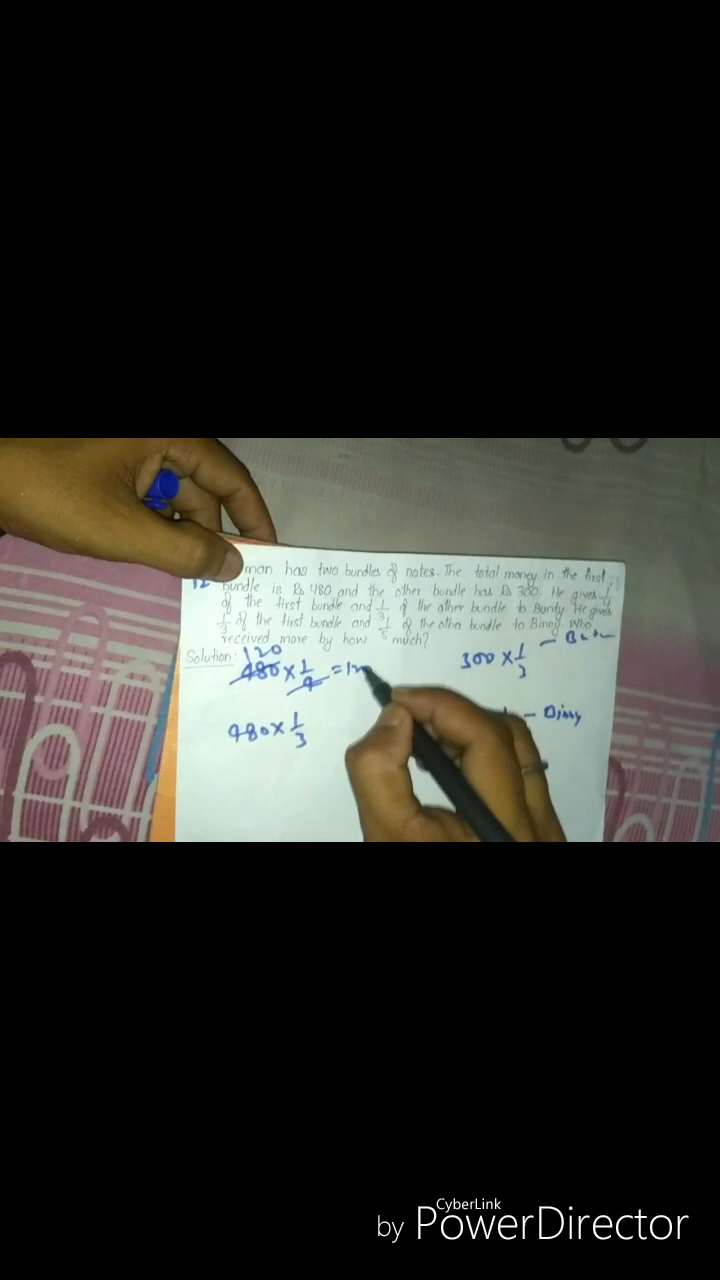 man has two bundles of notes. The total money in the first
12 bundle is Rs 480 and the other bundle has Rs 300. He gives 1/4
of the first bundle and 1/3 of the other bundle to Banty. He gives
1/3 of the first bundle and 1/5 of the other bundle to Binoy. Who
received more by how much?
Solution:
120
480 × 1/4 = 120
300 × 1/3 –
480 × 1/3
– Binoy
CyberLink
by PowerDirector